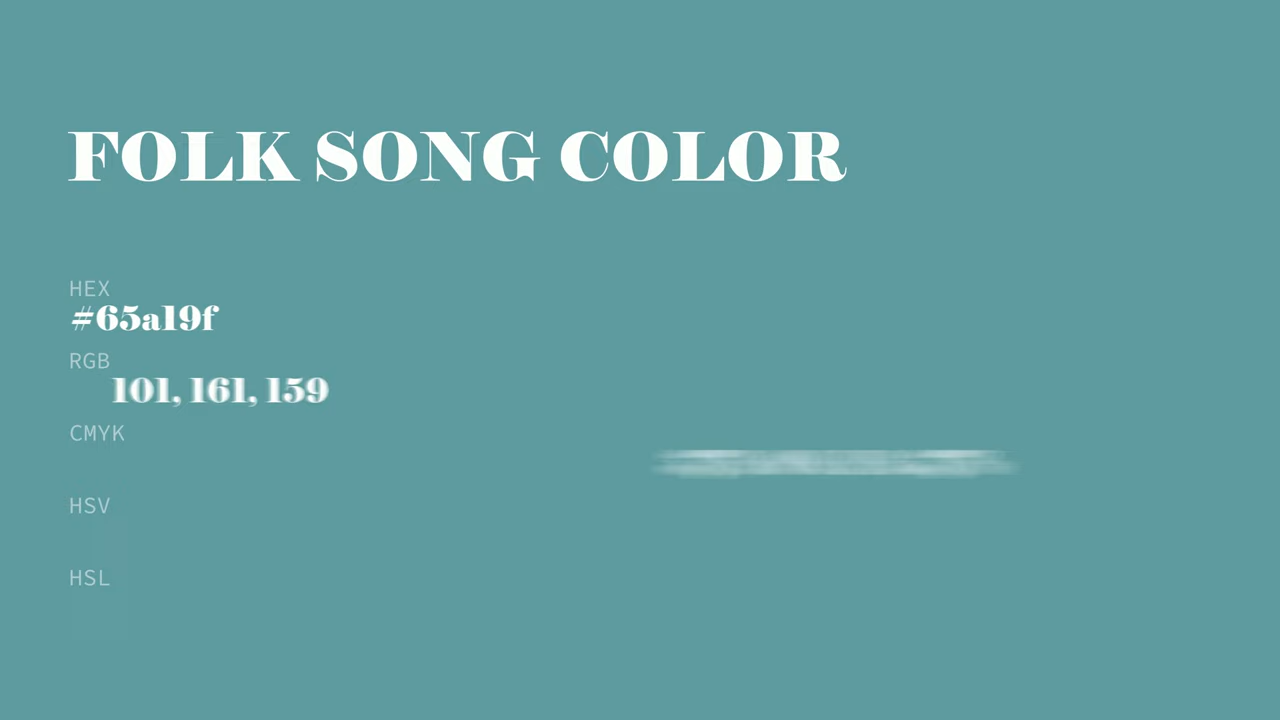 FOLK SONG COLOR
HEX
#65a19f
RGB
101, 161, 159
CMYK
HSV
HSL